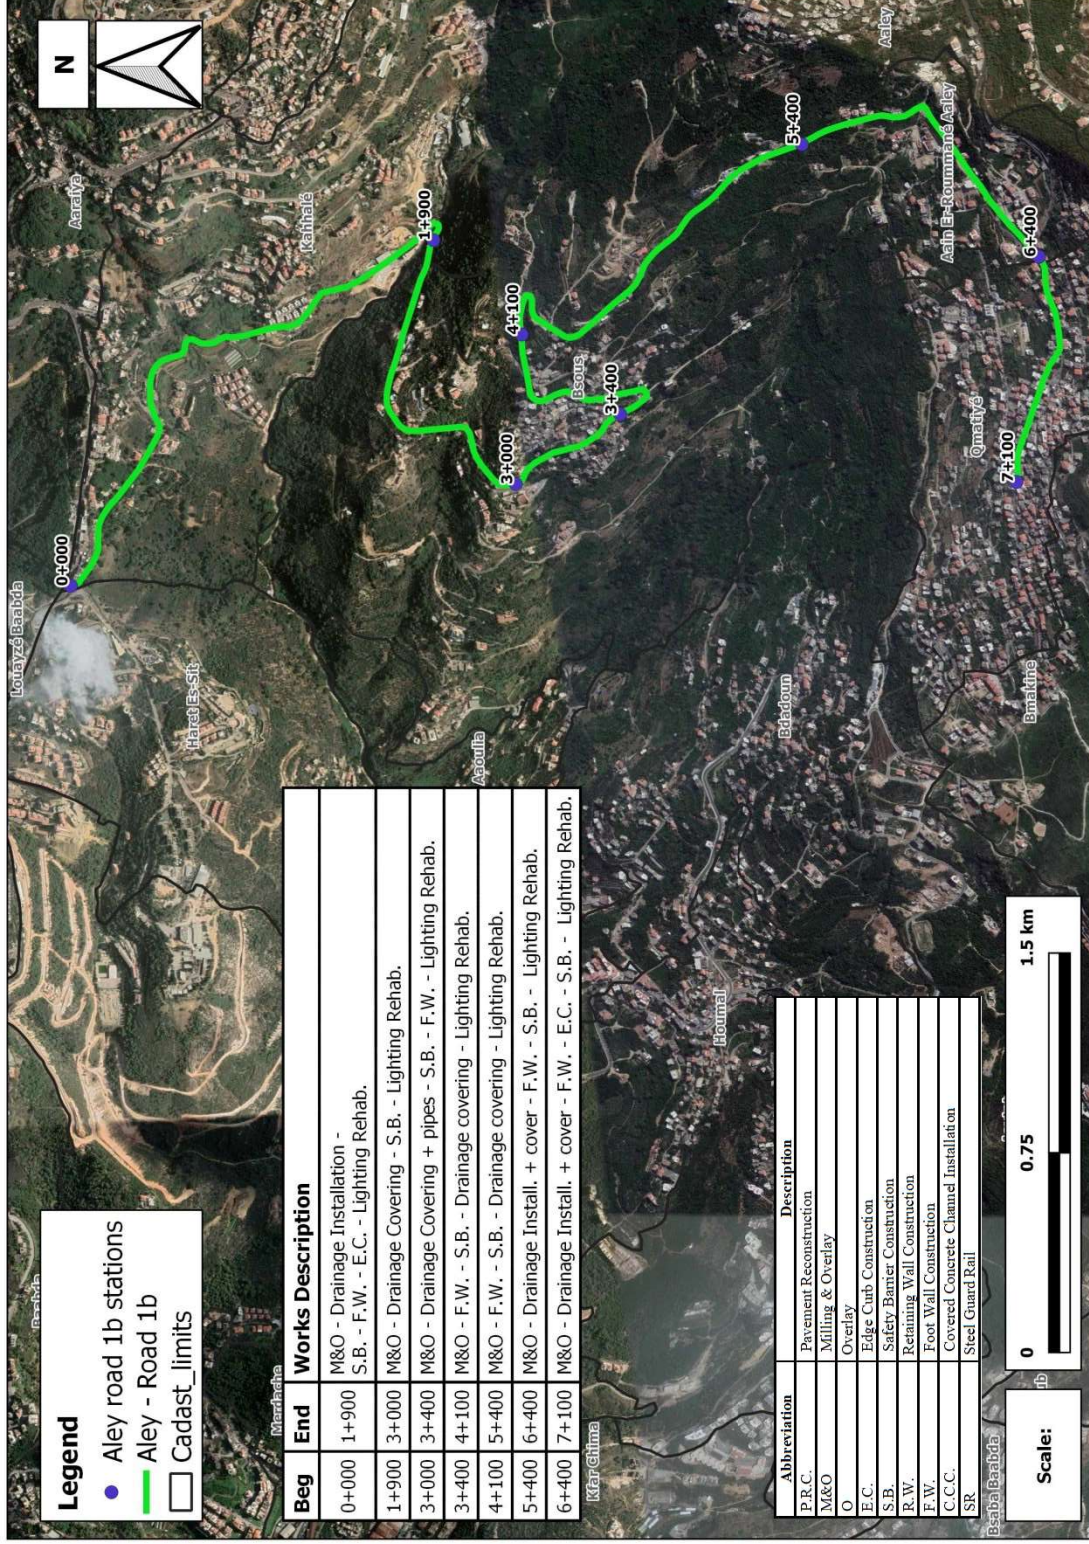 N
Louayzé Baabda
Aaraiya
Aaley
0+000
Haret Es-Sit
Kahhalé
1+900
Baabda
Merdache
Aaoulia
3+000
4+100
Bsous
3+400
5+400
Aain Er-Roummané Aaley
6+400
Qmatiyé
7+100
Bdadoun
Bmakine
Houmal
Kfar Chima
Bsaba Baabda
ub
Legend
Aley road 1b stations
Aley - Road 1b
Cadast_limits
Beg End Works Description
0+000 1+900 M&O - Drainage Installation -
S.B. - F.W. - E.C. - Lighting Rehab.
1+900 3+000 M&O - Drainage Covering - S.B. - Lighting Rehab.
3+000 3+400 M&O - Drainage Covering + pipes - S.B. - F.W. - Lighting Rehab.
3+400 4+100 M&O - F.W. - S.B. - Drainage covering - Lighting Rehab.
4+100 5+400 M&O - F.W. - S.B. - Drainage covering - Lighting Rehab.
5+400 6+400 M&O - Drainage Install. + cover - F.W. - S.B. - Lighting Rehab.
6+400 7+100 M&O - Drainage Install. + cover - F.W. - E.C. - S.B. - Lighting Rehab.
Abbreviation Description
P.R.C. Pavement Reconstruction
M&O Milling & Overlay
O Overlay
E.C. Edge Curb Construction
S.B. Safety Barrier Construction
R.W. Retaining Wall Construction
F.W. Foot Wall Construction
C.C.C. Covered Concrete Channel Installation
SR Steel Guard Rail
Scale:
0 0.75 1.5 km